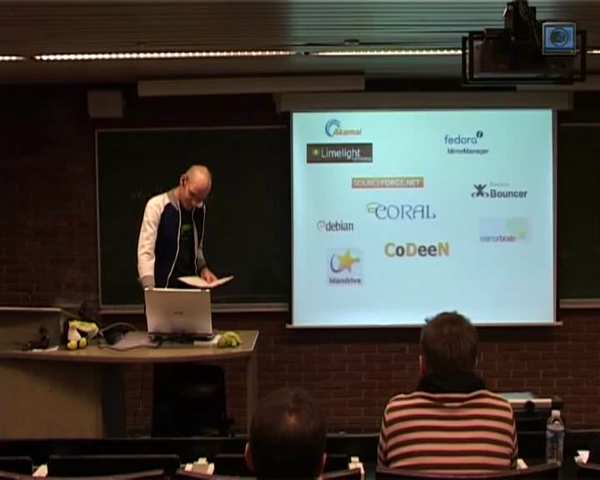 Akamai
fedora
MirrorManager
Limelight
SOURCEFORGE.NET
Bouncer
CORAL
debian
mirrorbrain
CoDeeN
Mandriva